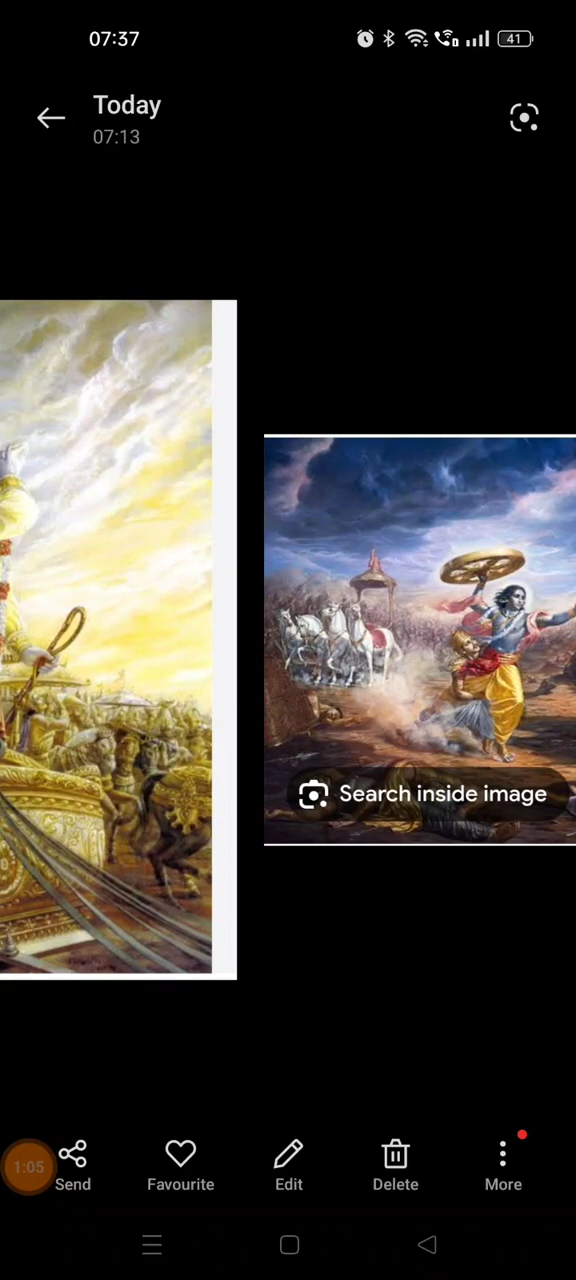 07:37
41
Today
07:13
Search inside image
1:05
Send
Favourite
Edit
Delete
More